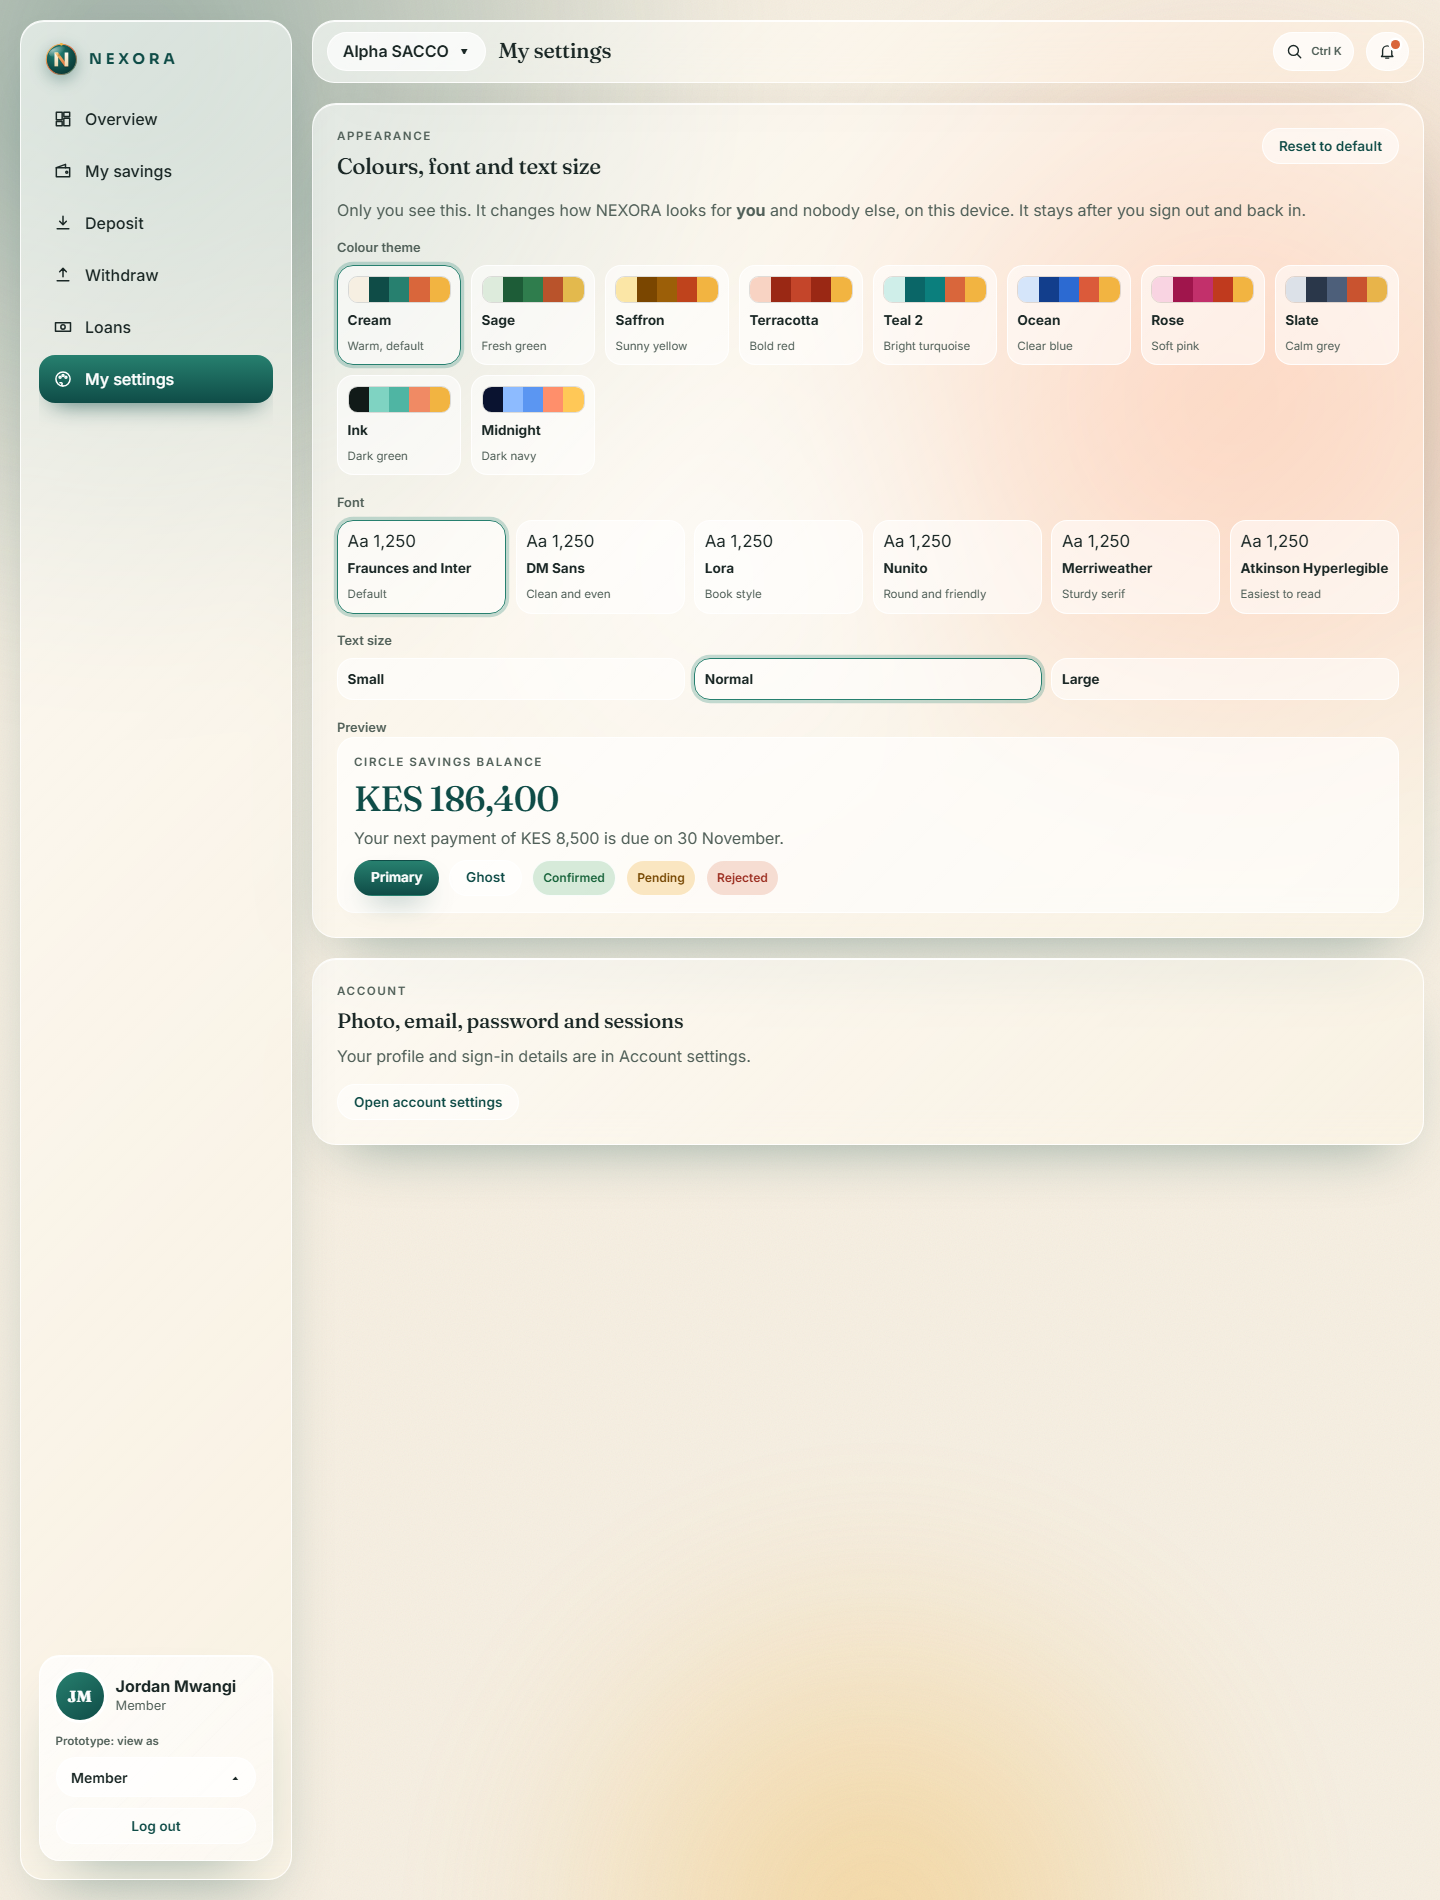 NEXORA
Overview
My savings
Deposit
Withdraw
Loans
My settings
Jordan Mwangi
JM
Member
Prototype: view as
Member
Log out
Alpha SACCO
My settings
Ctrl K
APPEARANCE
Colours, font and text size
Reset to default
Only you see this. It changes how NEXORA looks for you and nobody else, on this device. It stays after you sign out and back in.
Colour theme
Cream
Warm, default
Sage
Fresh green
Saffron
Sunny yellow
Terracotta
Bold red
Teal 2
Bright turquoise
Ocean
Clear blue
Rose
Soft pink
Slate
Calm grey
Ink
Dark green
Midnight
Dark navy
Font
Aa 1,250
Fraunces and Inter
Default
Aa 1,250
DM Sans
Clean and even
Aa 1,250
Lora
Book style
Aa 1,250
Nunito
Round and friendly
Aa 1,250
Merriweather
Sturdy serif
Aa 1,250
Atkinson Hyperlegible
Easiest to read
Text size
Small
Normal
Large
Preview
CIRCLE SAVINGS BALANCE
KES 186,400
Your next payment of KES 8,500 is due on 30 November.
Primary
Ghost
Confirmed
Pending
Rejected
ACCOUNT
Photo, email, password and sessions
Your profile and sign-in details are in Account settings.
Open account settings